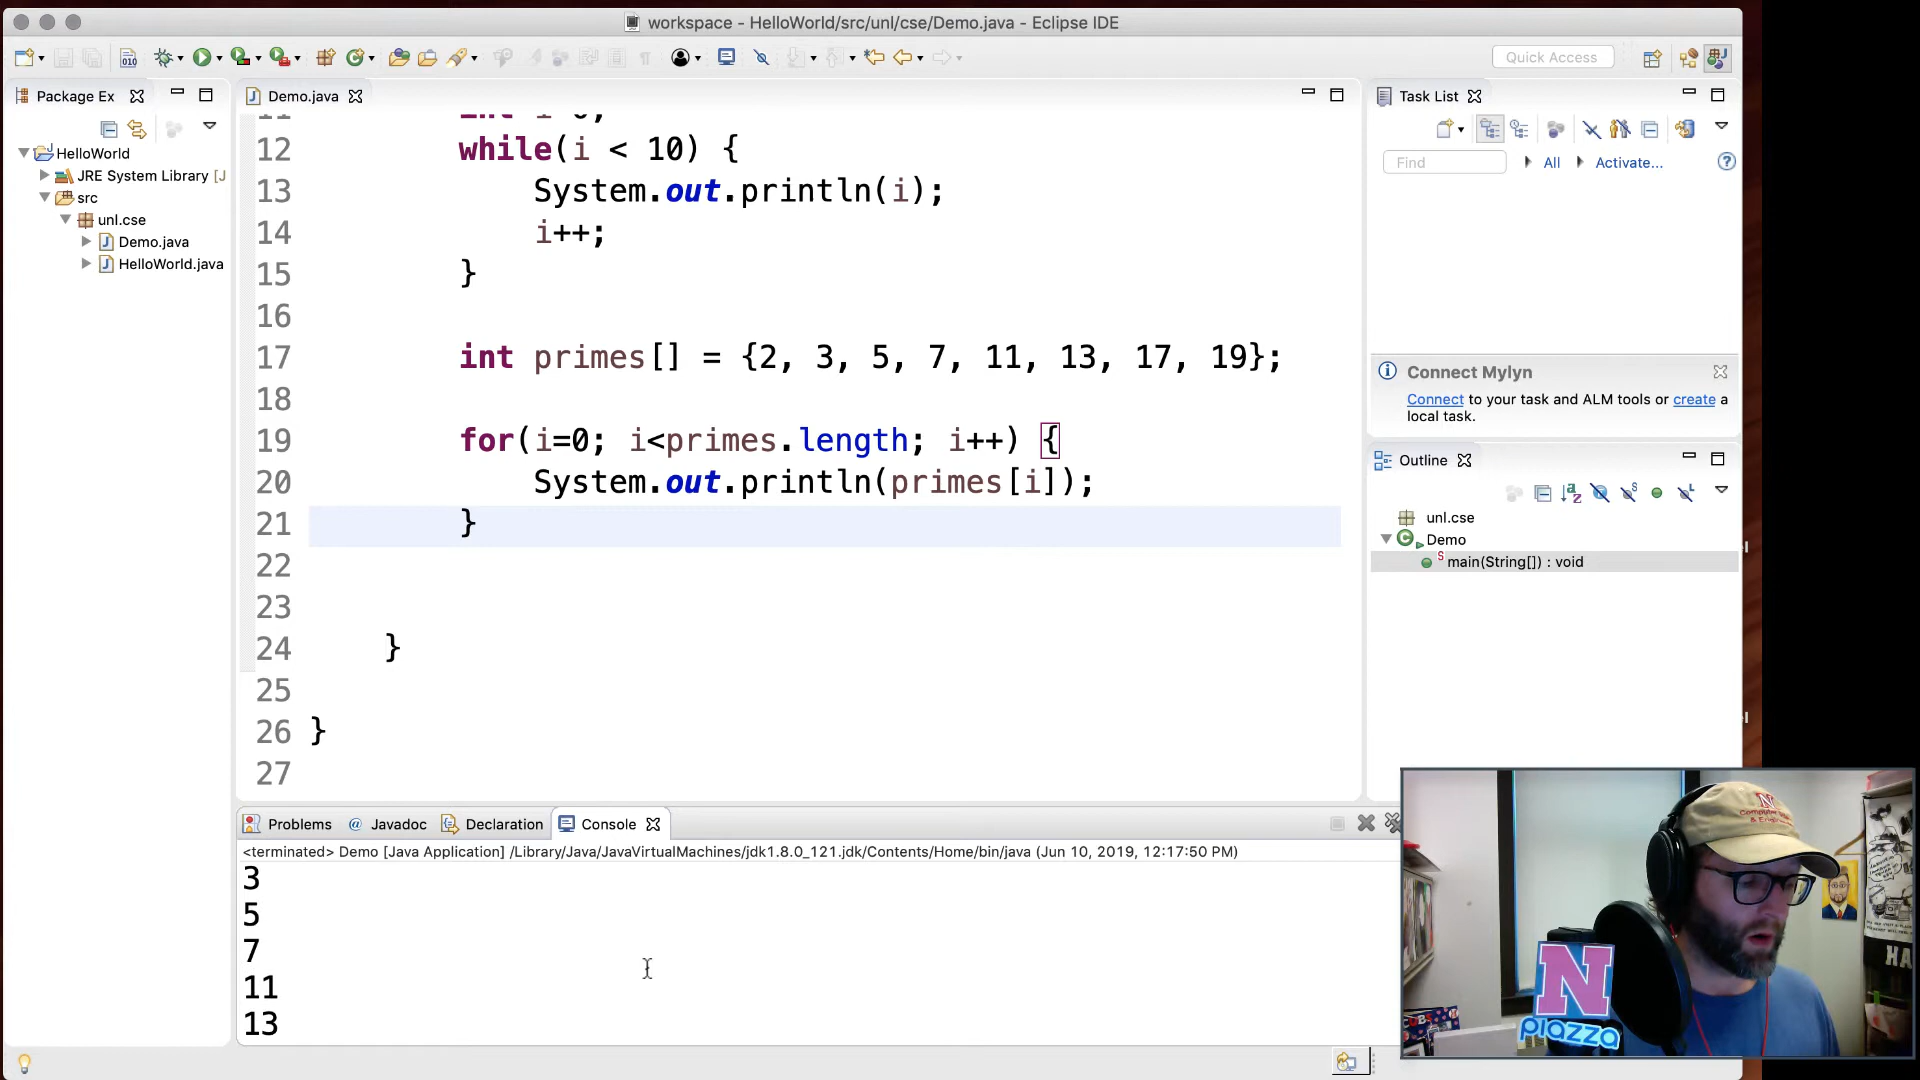 workspace - HelloWorld/src/unl/cse/Demo.java - Eclipse IDE
Quick Access
Package Ex
HelloWorld
JRE System Library [J
src
unl.cse
Demo.java
HelloWorld.java
Demo.java
12 while(i < 10) {
13 System.out.println(i);
14 i++;
15 }
16
17 int primes[] = {2, 3, 5, 7, 11, 13, 17, 19};
18
19 for(i=0; i<primes.length; i++) {
20 System.out.println(primes[i]);
21 }
22
23
24 }
25
26 }
27
Task List
Find
All
Activate...
Connect Mylyn
Connect to your task and ALM tools or create a
local task.
Outline
unl.cse
Demo
main(String[]) : void
Problems
@ Javadoc
Declaration
Console
<terminated> Demo [Java Application] /Library/Java/JavaVirtualMachines/jdk1.8.0_121.jdk/Contents/Home/bin/java (Jun 10, 2019, 12:17:50 PM)
3
5
7
11
13
N
piazza
HA